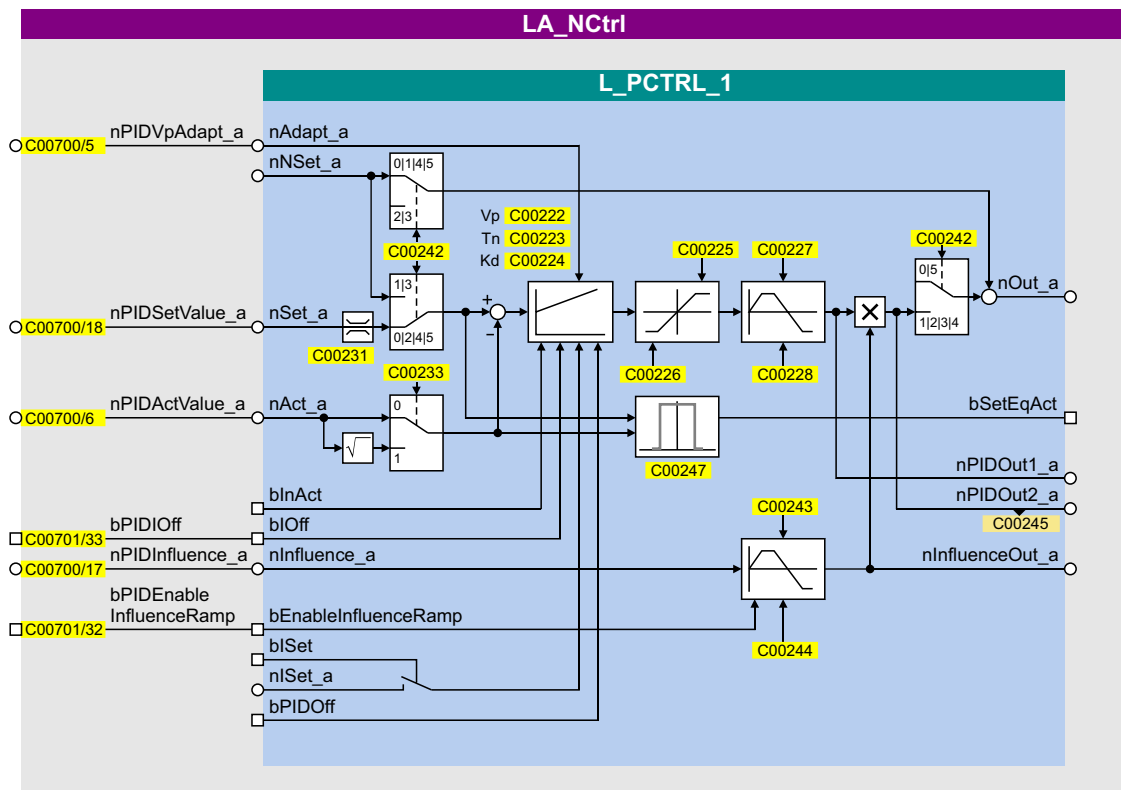 LA_NCtrl
L_PCTRL_1
C00700/5 nPIDVpAdapt_a nAdapt_a
nNSet_a
0|1|4|5
2|3
C00242
Vp C00222
Tn C00223
Kd C00224
C00225
C00227
C00242
0|5
1|2|3|4
nOut_a
1|3
0|2|4|5
C00700/18 nPIDSetValue_a nSet_a
C00231
+
−
C00226
C00228
C00233
C00700/6 nPIDActValue_a nAct_a
0
1
√
C00247
bSetEqAct
nPIDOut1_a
nPIDOut2_a
C00245
bInAct
C00701/33 bPIDIOff bIOff
C00700/17 nPIDInfluence_a nInfluence_a
C00243
nInfluenceOut_a
bPIDEnable
InfluenceRamp
C00701/32 bEnableInfluenceRamp
C00244
bISet
nISet_a
bPIDOff